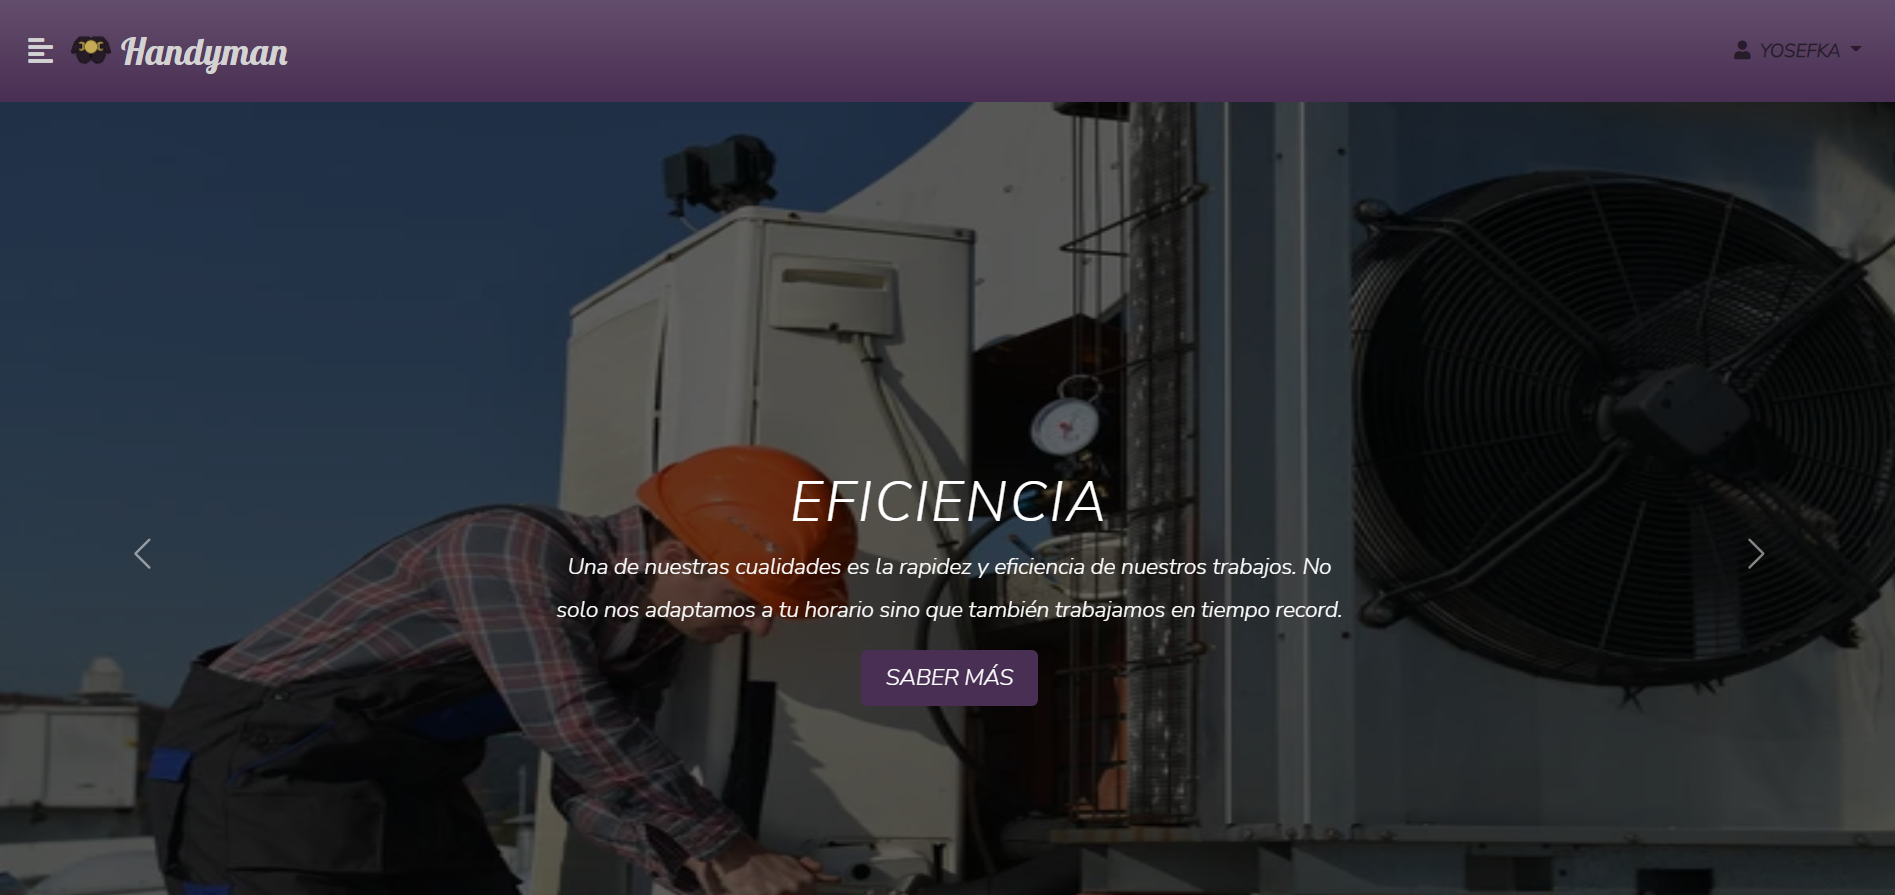 Handyman
YOSEFKA
EFICIENCIA
Una de nuestras cualidades es la rapidez y eficiencia de nuestros trabajos. No
solo nos adaptamos a tu horario sino que también trabajamos en tiempo record.
SABER MÁS